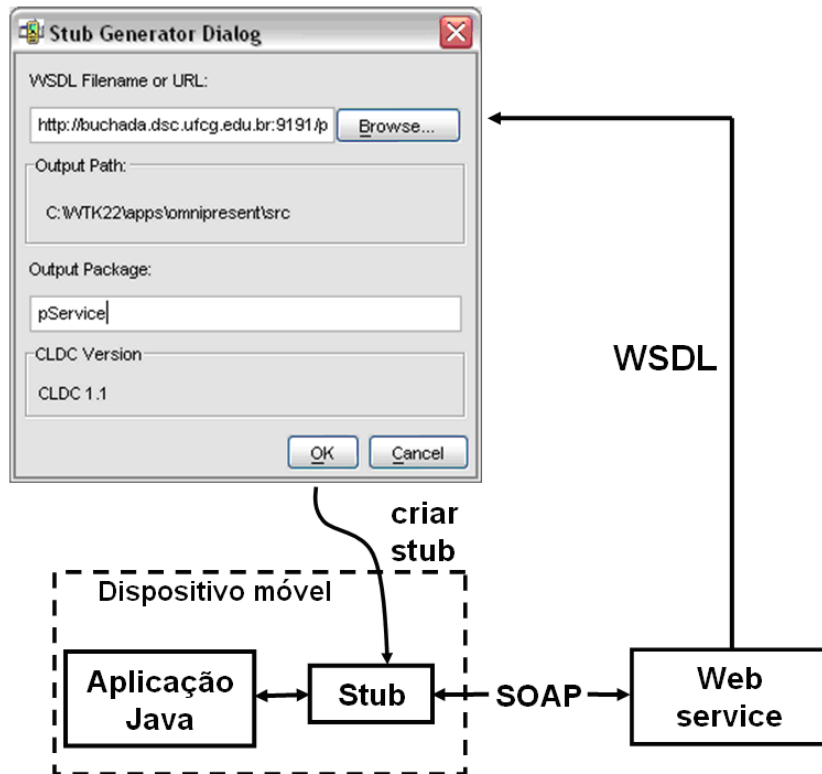 Stub Generator Dialog
WSDL Filename or URL:
http://buchada.dsc.ufcg.edu.br:9191/p
Browse...
Output Path:
C:\WTK22\apps\omnipresent\src
Output Package:
pService
CLDC Version
CLDC 1.1
OK
Cancel
WSDL
criar
stub
Dispositivo móvel
Aplicação
Java
Stub
SOAP
Web
service